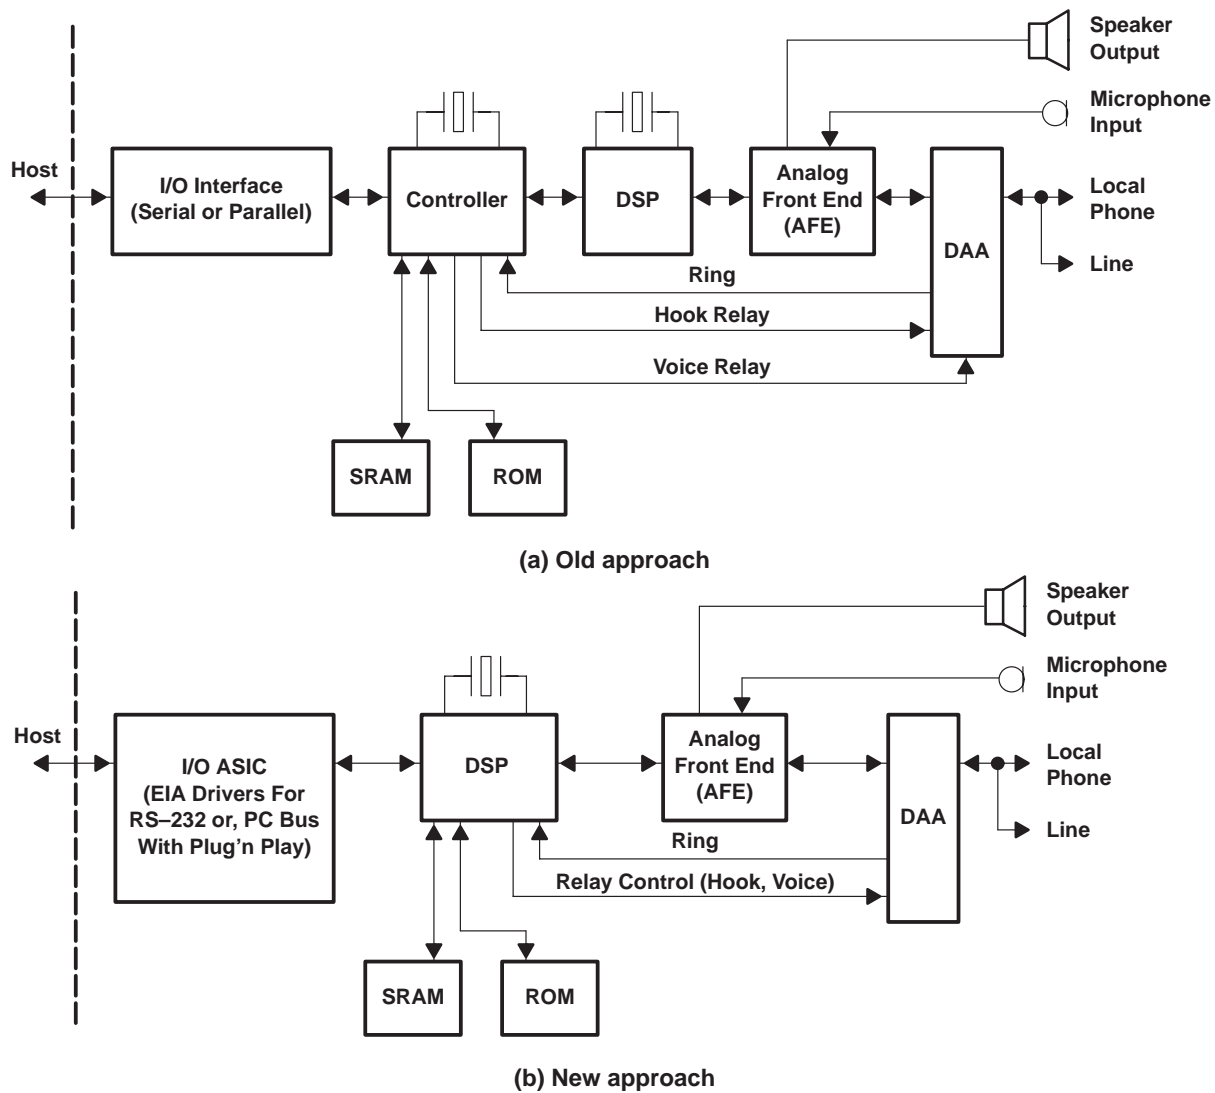 Speaker
Output
Microphone
Input
Host
I/O Interface
(Serial or Parallel)
Controller
DSP
Analog
Front End
(AFE)
DAA
Local
Phone
Line
Ring
Hook Relay
Voice Relay
SRAM
ROM
(a) Old approach
Speaker
Output
Microphone
Input
Host
I/O ASIC
(EIA Drivers For
RS–232 or, PC Bus
With Plug’n Play)
DSP
Analog
Front End
(AFE)
DAA
Local
Phone
Line
Ring
Relay Control (Hook, Voice)
SRAM
ROM
(b) New approach